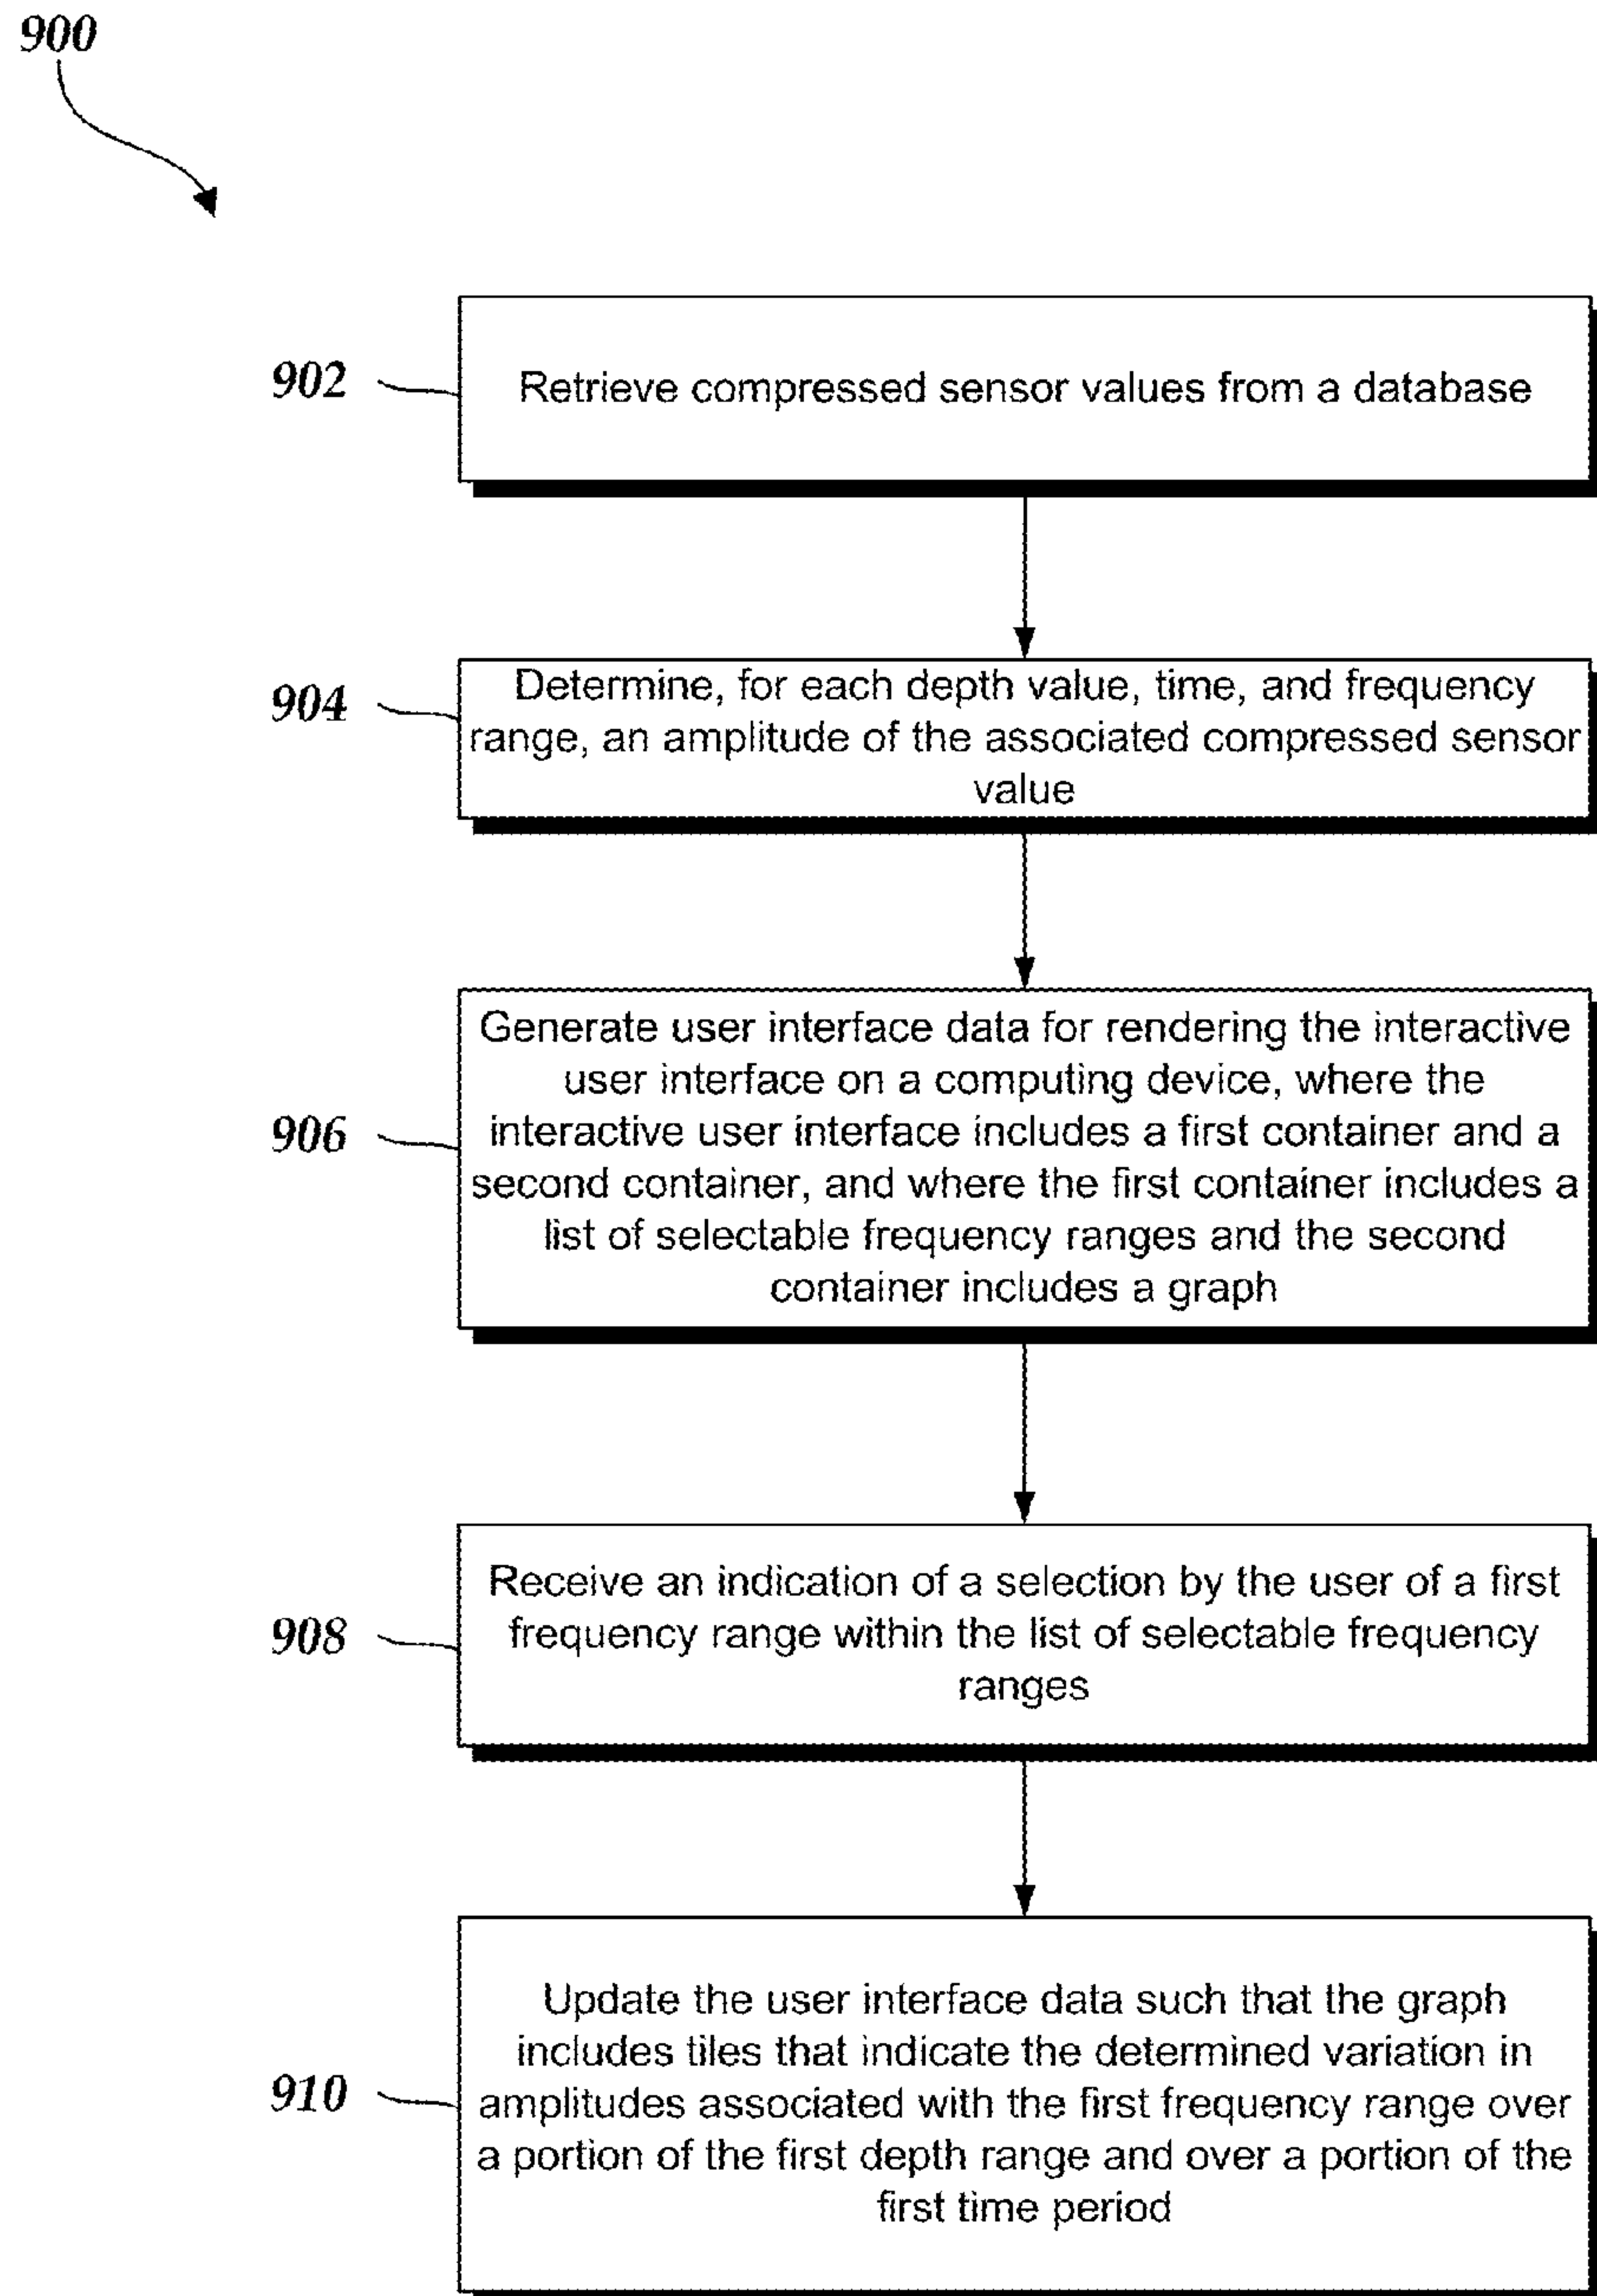 900
902
Retrieve compressed sensor values from a database
904
Determine, for each depth value, time, and frequency
range, an amplitude of the associated compressed sensor
value
906
Generate user interface data for rendering the interactive
user interface on a computing device, where the
interactive user interface includes a first container and a
second container, and where the first container includes a
list of selectable frequency ranges and the second
container includes a graph
908
Receive an indication of a selection by the user of a first
frequency range within the list of selectable frequency
ranges
910
Update the user interface data such that the graph
includes tiles that indicate the determined variation in
amplitudes associated with the first frequency range over
a portion of the first depth range and over a portion of the
first time period